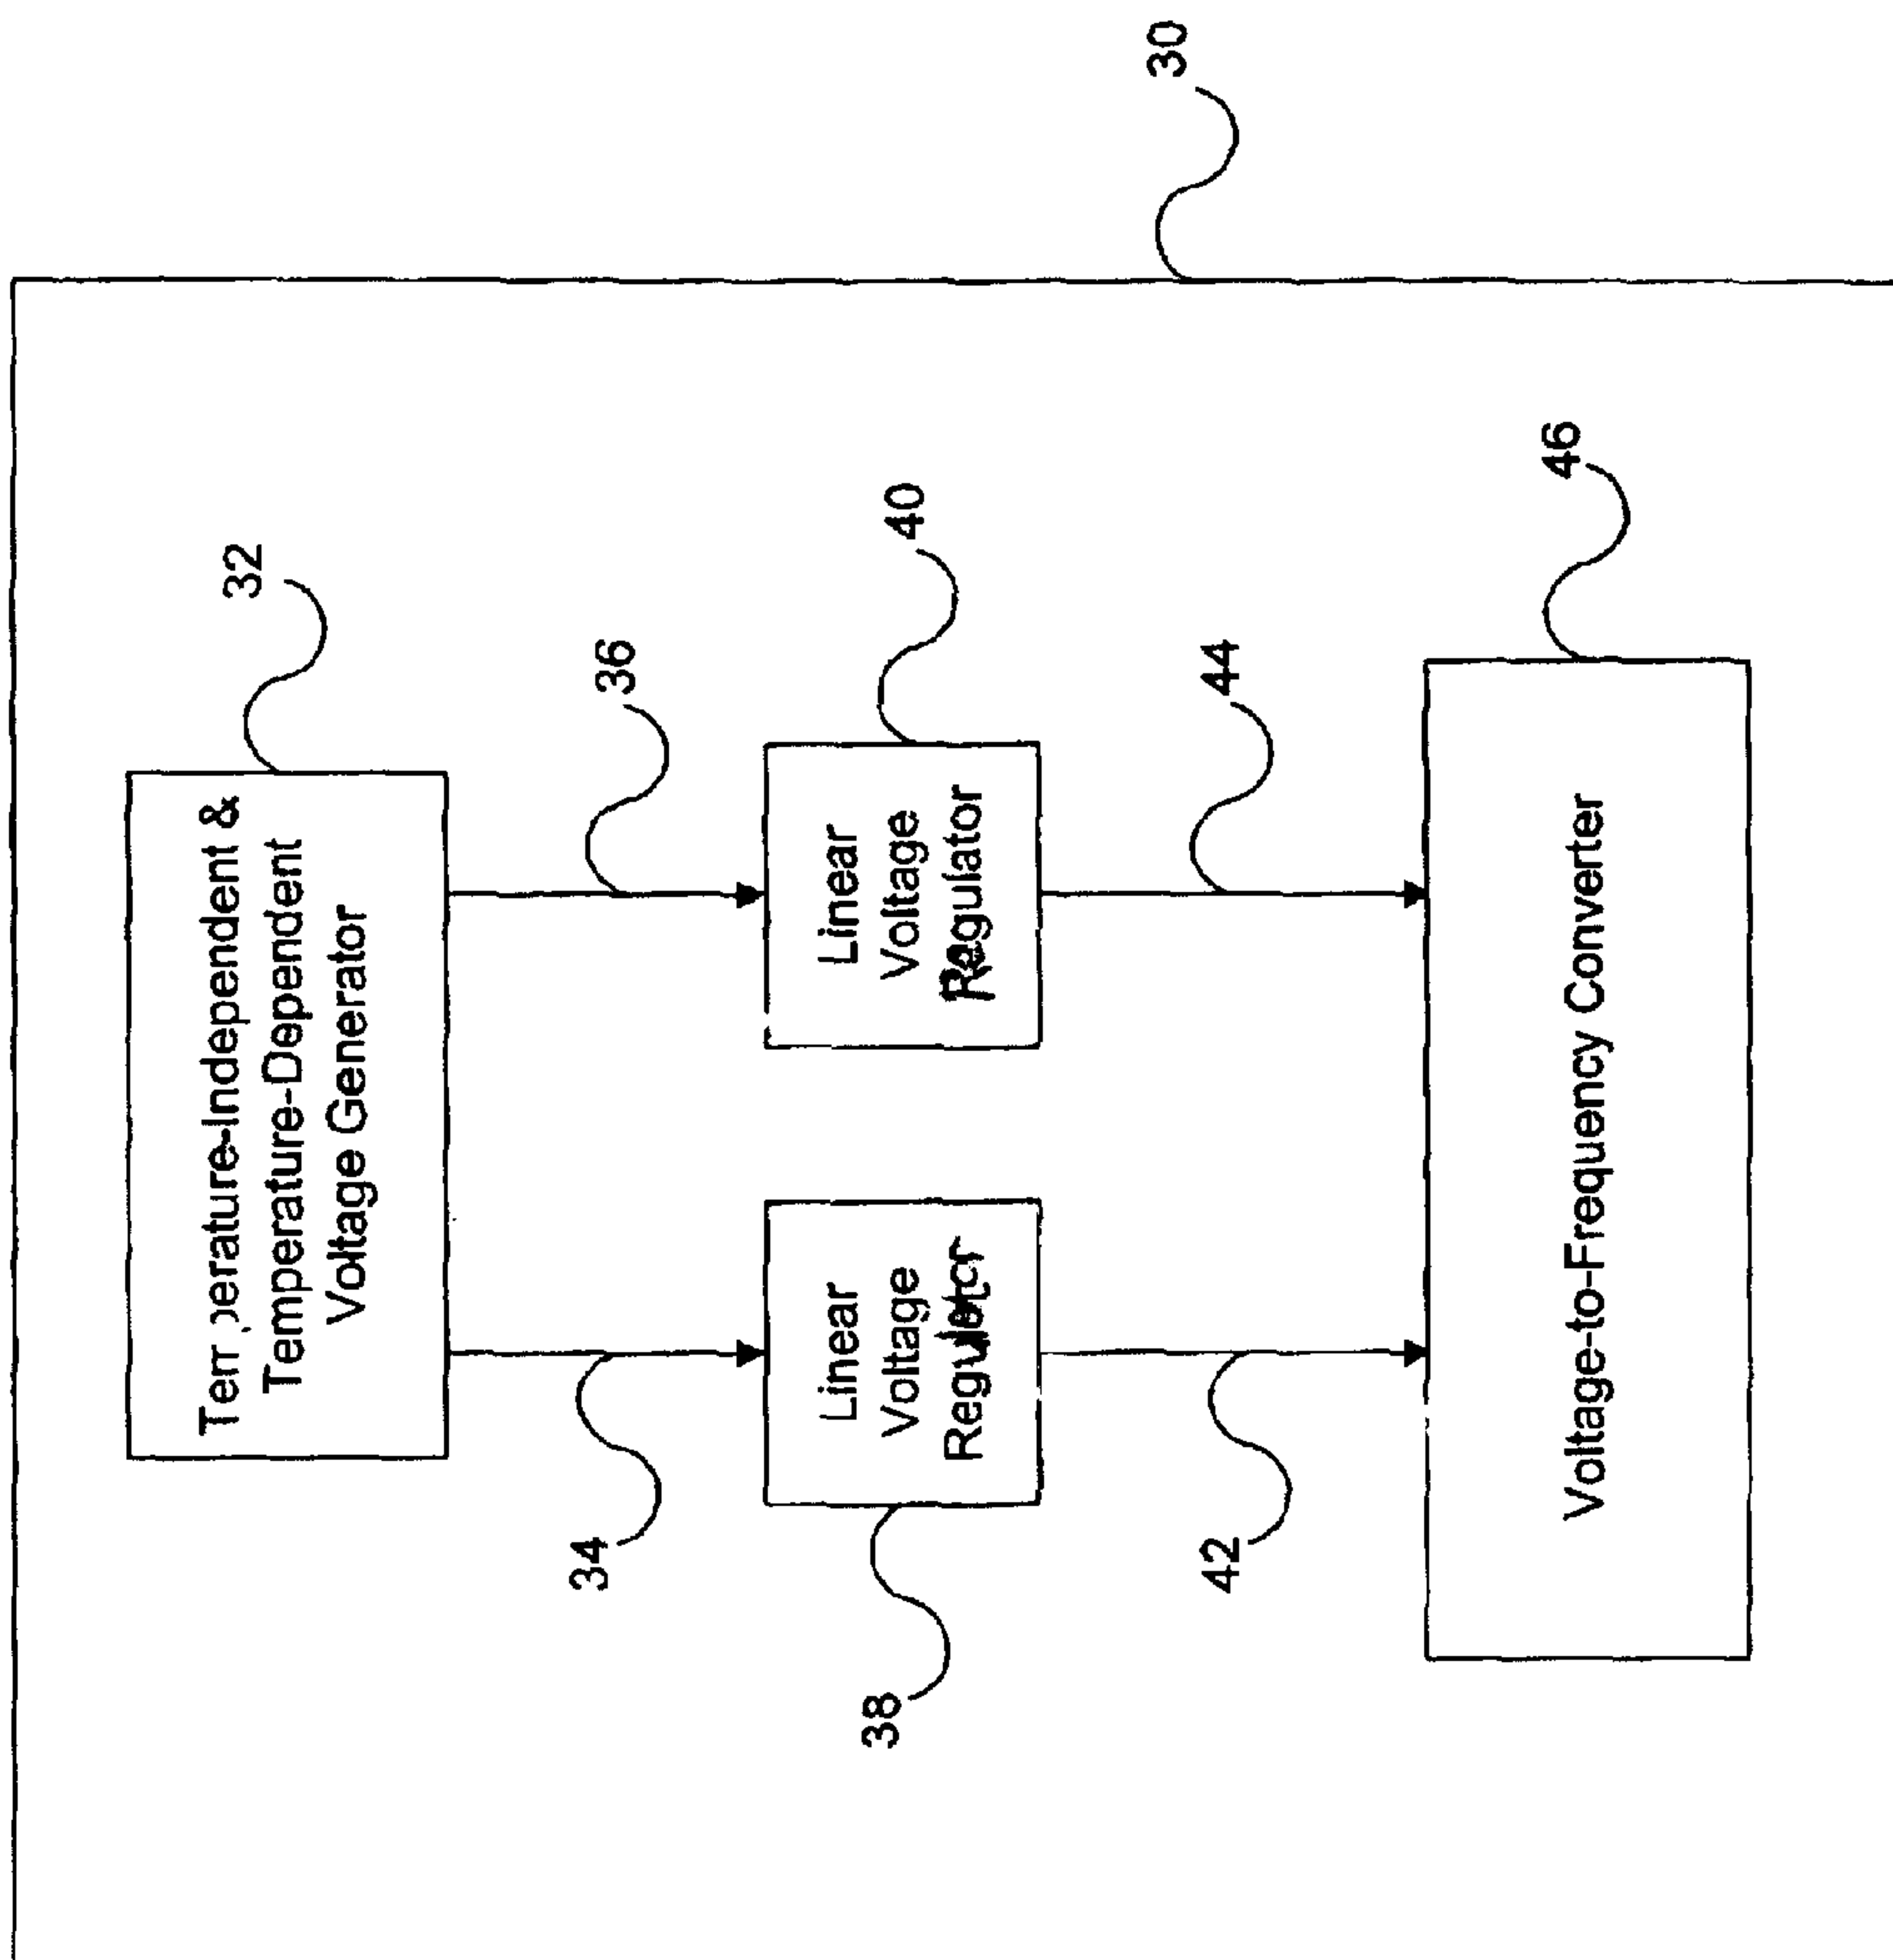 30
32
Temperature-Independent &
Temperature-Dependent
Voltage Generator
34
36
38
Linear
Voltage
Regulator
40
Linear
Voltage
Regulator
42
44
46
Voltage-to-Frequency Converter